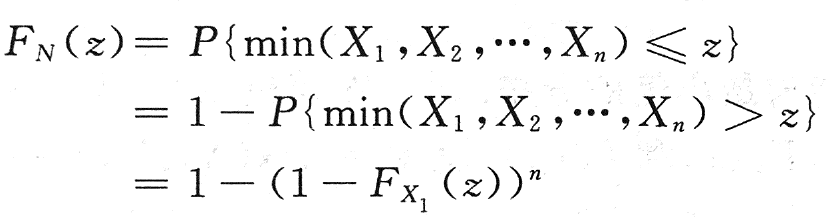 F_N(z) = P{min(X_1, X_2, ⋯, X_n) ⩽ z}
= 1 − P{min(X_1, X_2, ⋯, X_n) > z}
= 1 − (1 − F_{X_1}(z))^n